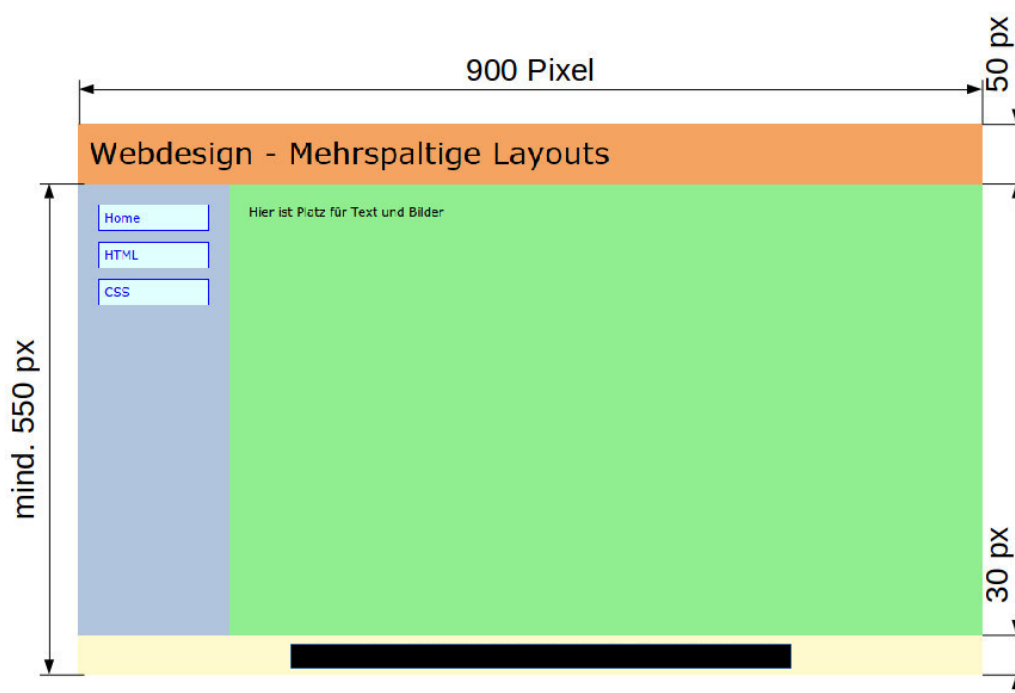 900 Pixel
50 px
Webdesign - Mehrspaltige Layouts
Home
Hier ist Platz für Text und Bilder
HTML
CSS
mind. 550 px
30 px